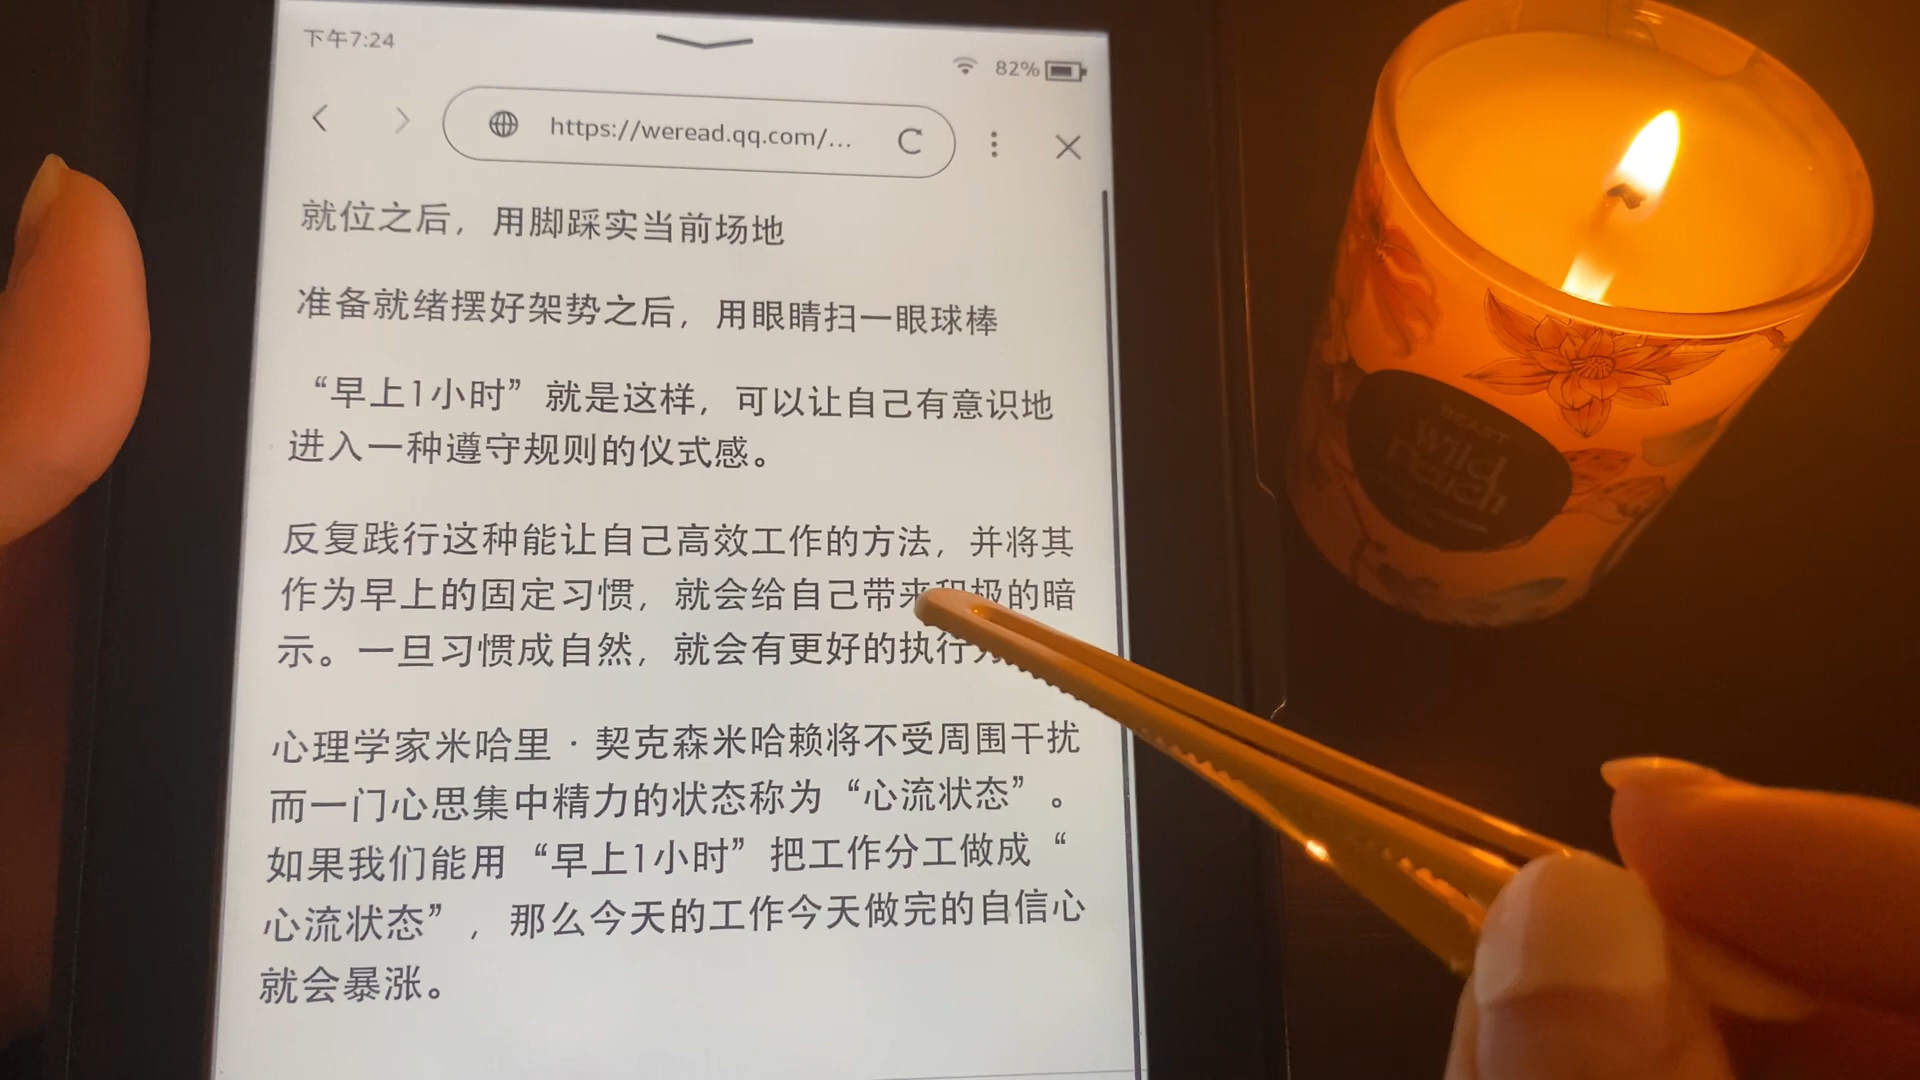 下午7:24
82%
https://weread.qq.com/...
就位之后，用脚踩实当前场地
准备就绪摆好架势之后，用眼睛扫一眼球棒
“早上1小时”就是这样，可以让自己有意识地
进入一种遵守规则的仪式感。
反复践行这种能让自己高效工作的方法，并将其
作为早上的固定习惯，就会给自己带来积极的暗
示。一旦习惯成自然，就会有更好的执行力
心理学家米哈里·契克森米哈赖将不受周围干扰
而一门心思集中精力的状态称为“心流状态”。
如果我们能用“早上1小时”把工作分工做成“
心流状态”，那么今天的工作今天做完的自信心
就会暴涨。
BEAST